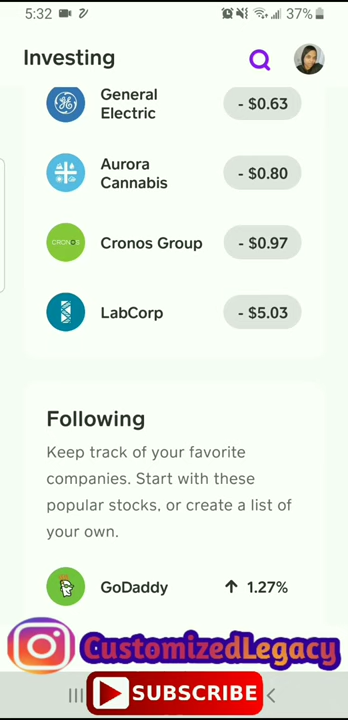 5:32
37%
Investing
General
Electric
- $0.63
Aurora
Cannabis
- $0.80
CRONOS
Cronos Group
- $0.97
LabCorp
- $5.03
Following
Keep track of your favorite
companies. Start with these
popular stocks, or create a list of
your own.
GoDaddy
↑ 1.27%
CustomizedLegacy
SUBSCRIBE